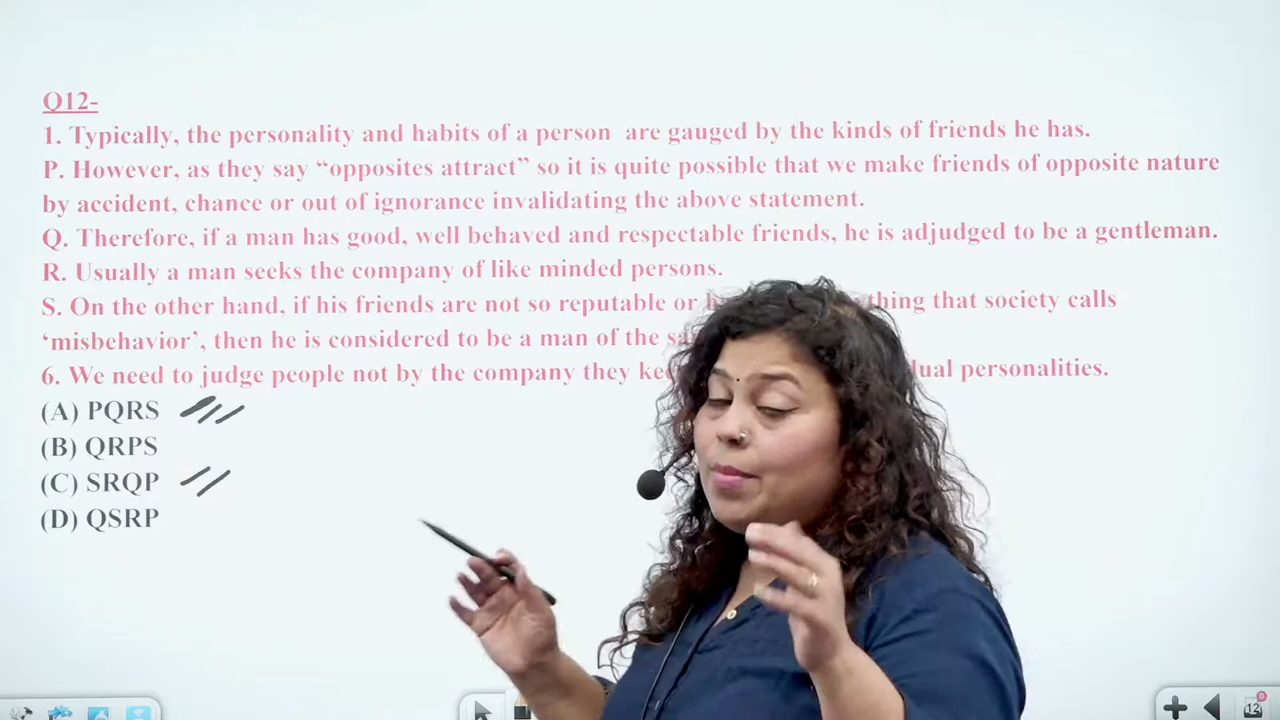 Q12-
1. Typically, the personality and habits of a person are gauged by the kinds of friends he has.
P. However, as they say “opposites attract” so it is quite possible that we make friends of opposite nature
by accident, chance or out of ignorance invalidating the above statement.
Q. Therefore, if a man has good, well behaved and respectable friends, he is adjudged to be a gentleman.
R. Usually a man seeks the company of like minded persons.
S. On the other hand, if his friends are not so reputable or thing that society calls
‘misbehavior’, then he is considered to be a man of the
6. We need to judge people not by the company they personalities.
(A) PQRS
(B) QRPS
(C) SRQP
(D) QSRP
12